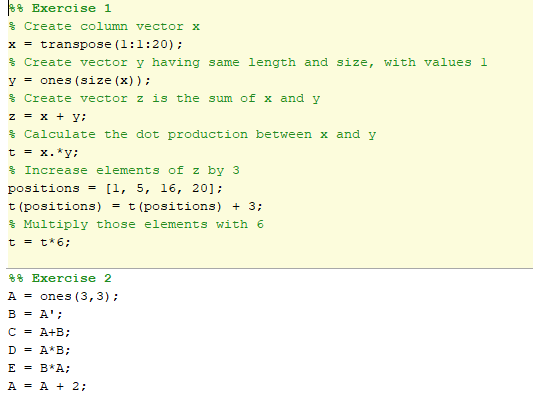 %% Exercise 1
% Create column vector x
x = transpose(1:1:20);
% Create vector y having same length and size, with values 1
y = ones(size(x));
% Create vector z is the sum of x and y
z = x + y;
% Calculate the dot production between x and y
t = x.*y;
% Increase elements of z by 3
positions = [1, 5, 16, 20];
t(positions) = t(positions) + 3;
% Multiply those elements with 6
t = t*6;
%% Exercise 2
A = ones(3,3);
B = A';
C = A+B;
D = A*B;
E = B*A;
A = A + 2;